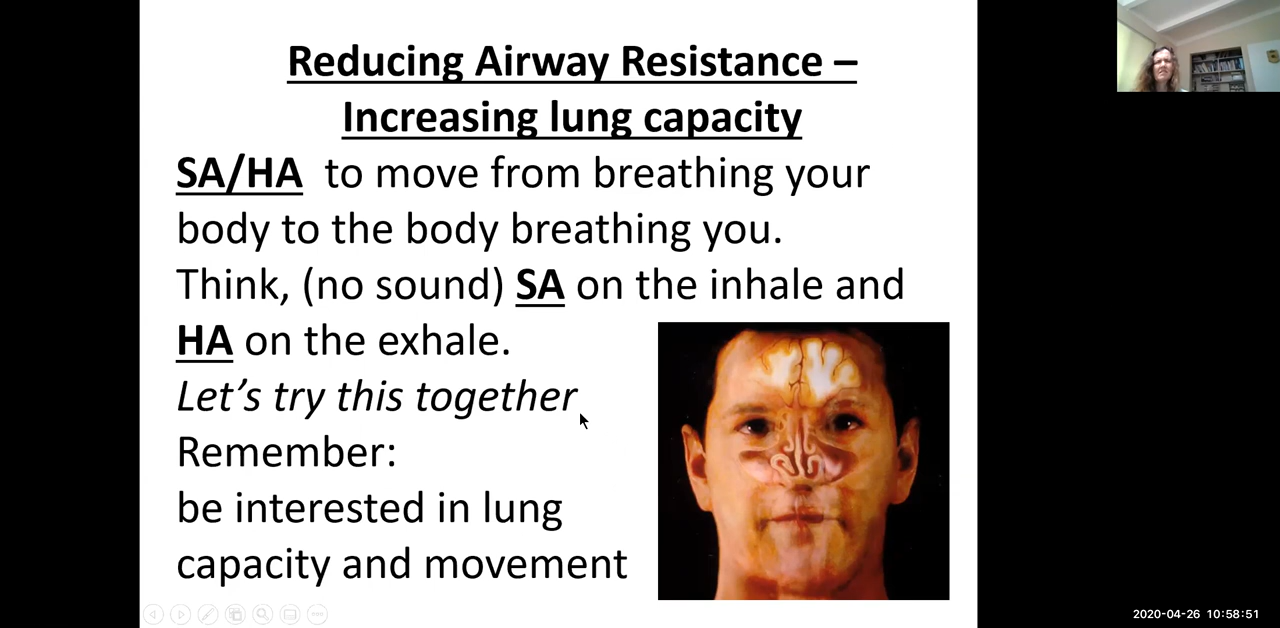 Reducing Airway Resistance –
Increasing lung capacity
SA/HA to move from breathing your
body to the body breathing you.
Think, (no sound) SA on the inhale and
HA on the exhale.
Let’s try this together
Remember:
be interested in lung
capacity and movement
2020-04-26 10:58:51